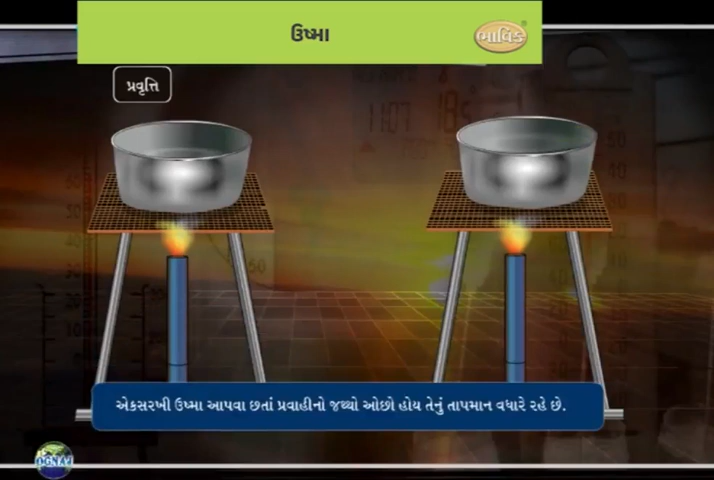 ઉષ્મા
ભાવિક
પ્રવૃત્તિ
એકસરખી ઉષ્મા આપવા છતાં પ્રવાહીનો જથ્થો ઓછો હોય તેનું તાપમાન વધારે રહે છે.